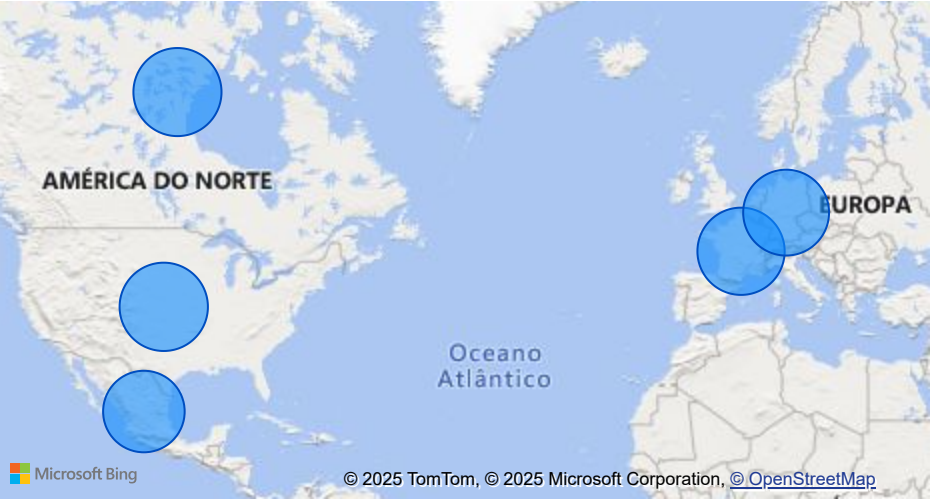 AMÉRICA DO NORTE
EUROPA
Oceano
Atlântico
Microsoft Bing
© 2025 TomTom, © 2025 Microsoft Corporation, © OpenStreetMap